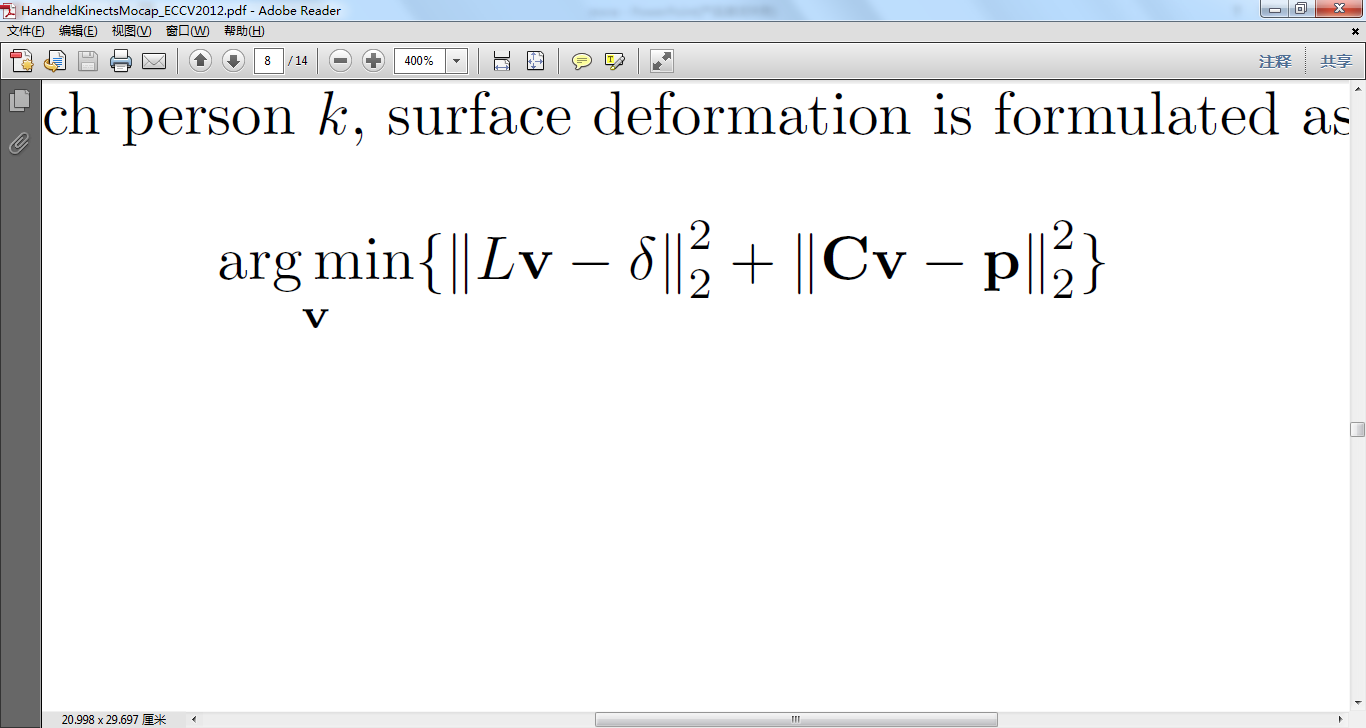 HandheldKinectsMocap_ECCV2012.pdf - Adobe Reader
文件(F) 编辑(E) 视图(V) 窗口(W) 帮助(H)
8 / 14 400% 注释 共享
ch person k, surface deformation is formulated as
arg min{‖Lv − δ‖₂² + ‖Cv − p‖₂²}
v
20.998 x 29.697 厘米